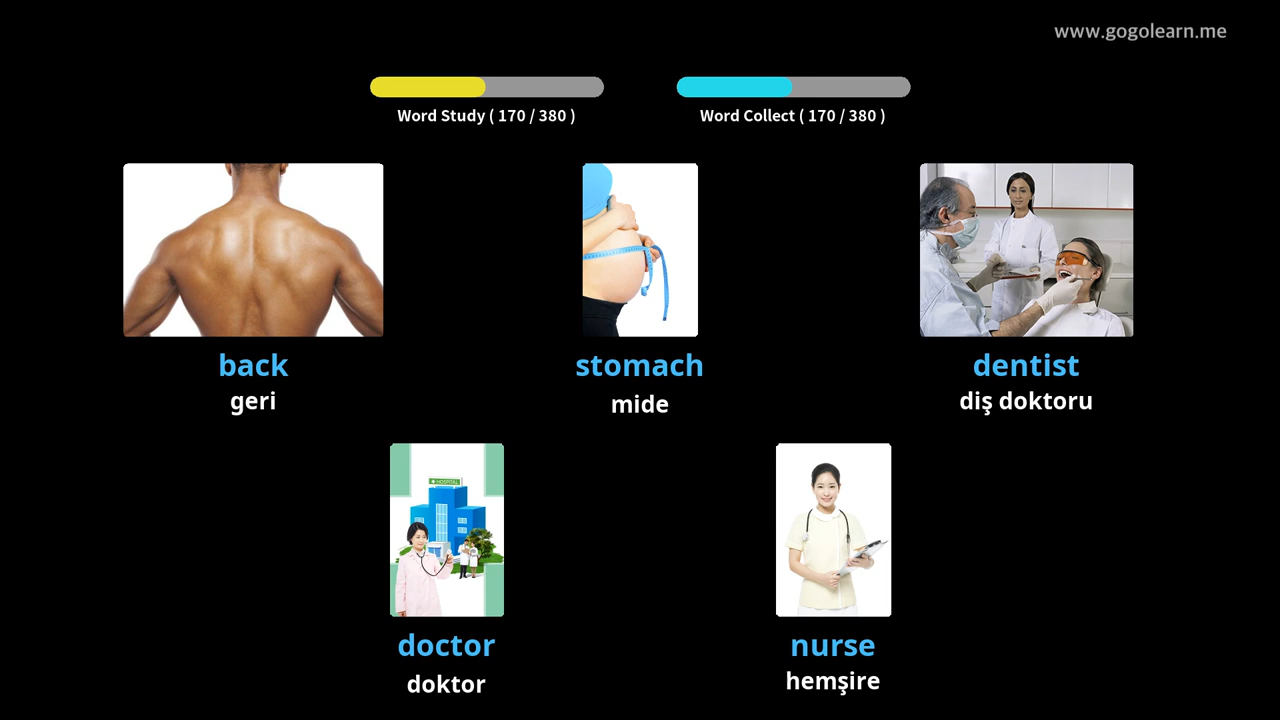 www.gogolearn.me
Word Study ( 170 / 380 )
Word Collect ( 170 / 380 )
back
geri
stomach
mide
dentist
diş doktoru
HOSPITAL
doctor
doktor
nurse
hemşire